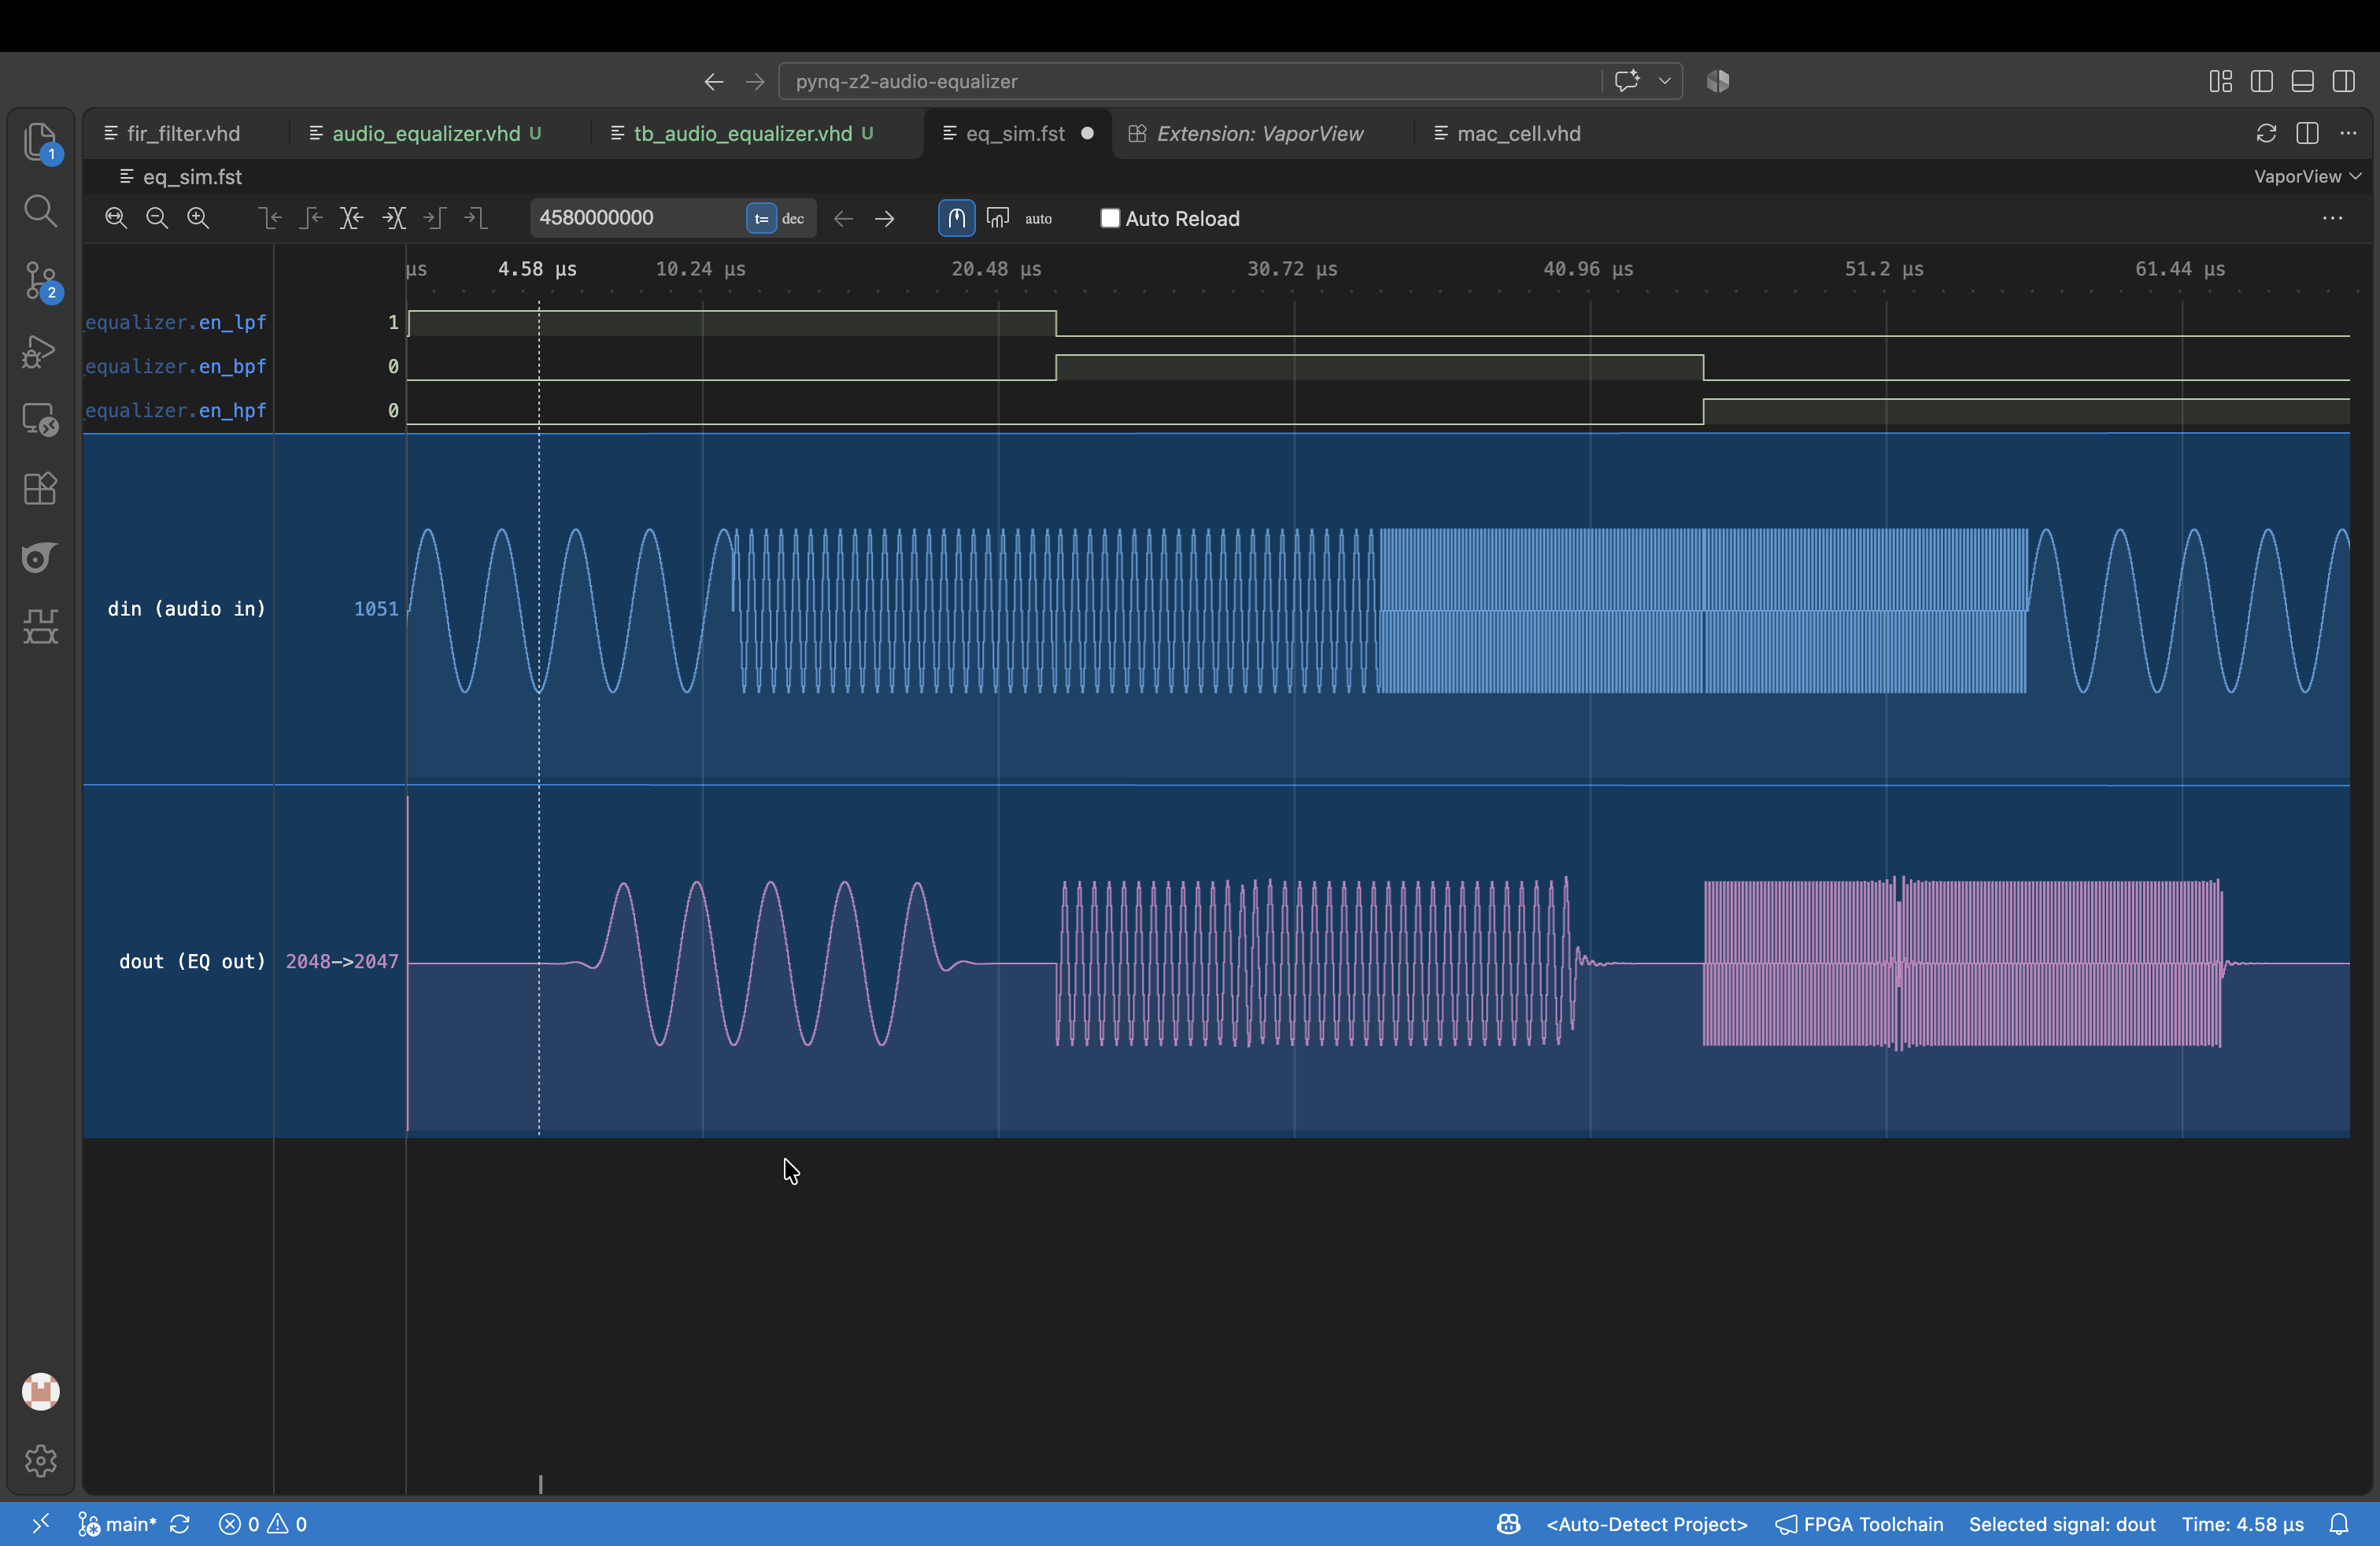 pynq-z2-audio-equalizer
fir_filter.vhd
audio_equalizer.vhd U
tb_audio_equalizer.vhd U
eq_sim.fst
Extension: VaporView
mac_cell.vhd
1
eq_sim.fst
VaporView
4580000000
t=
dec
auto
Auto Reload
µs
4.58 µs
10.24 µs
20.48 µs
30.72 µs
40.96 µs
51.2 µs
61.44 µs
2
equalizer.en_lpf
1
equalizer.en_bpf
0
equalizer.en_hpf
0
din (audio in)
1051
dout (EQ out)
2048->2047
main*
0
0
<Auto-Detect Project>
FPGA Toolchain
Selected signal: dout
Time: 4.58 µs